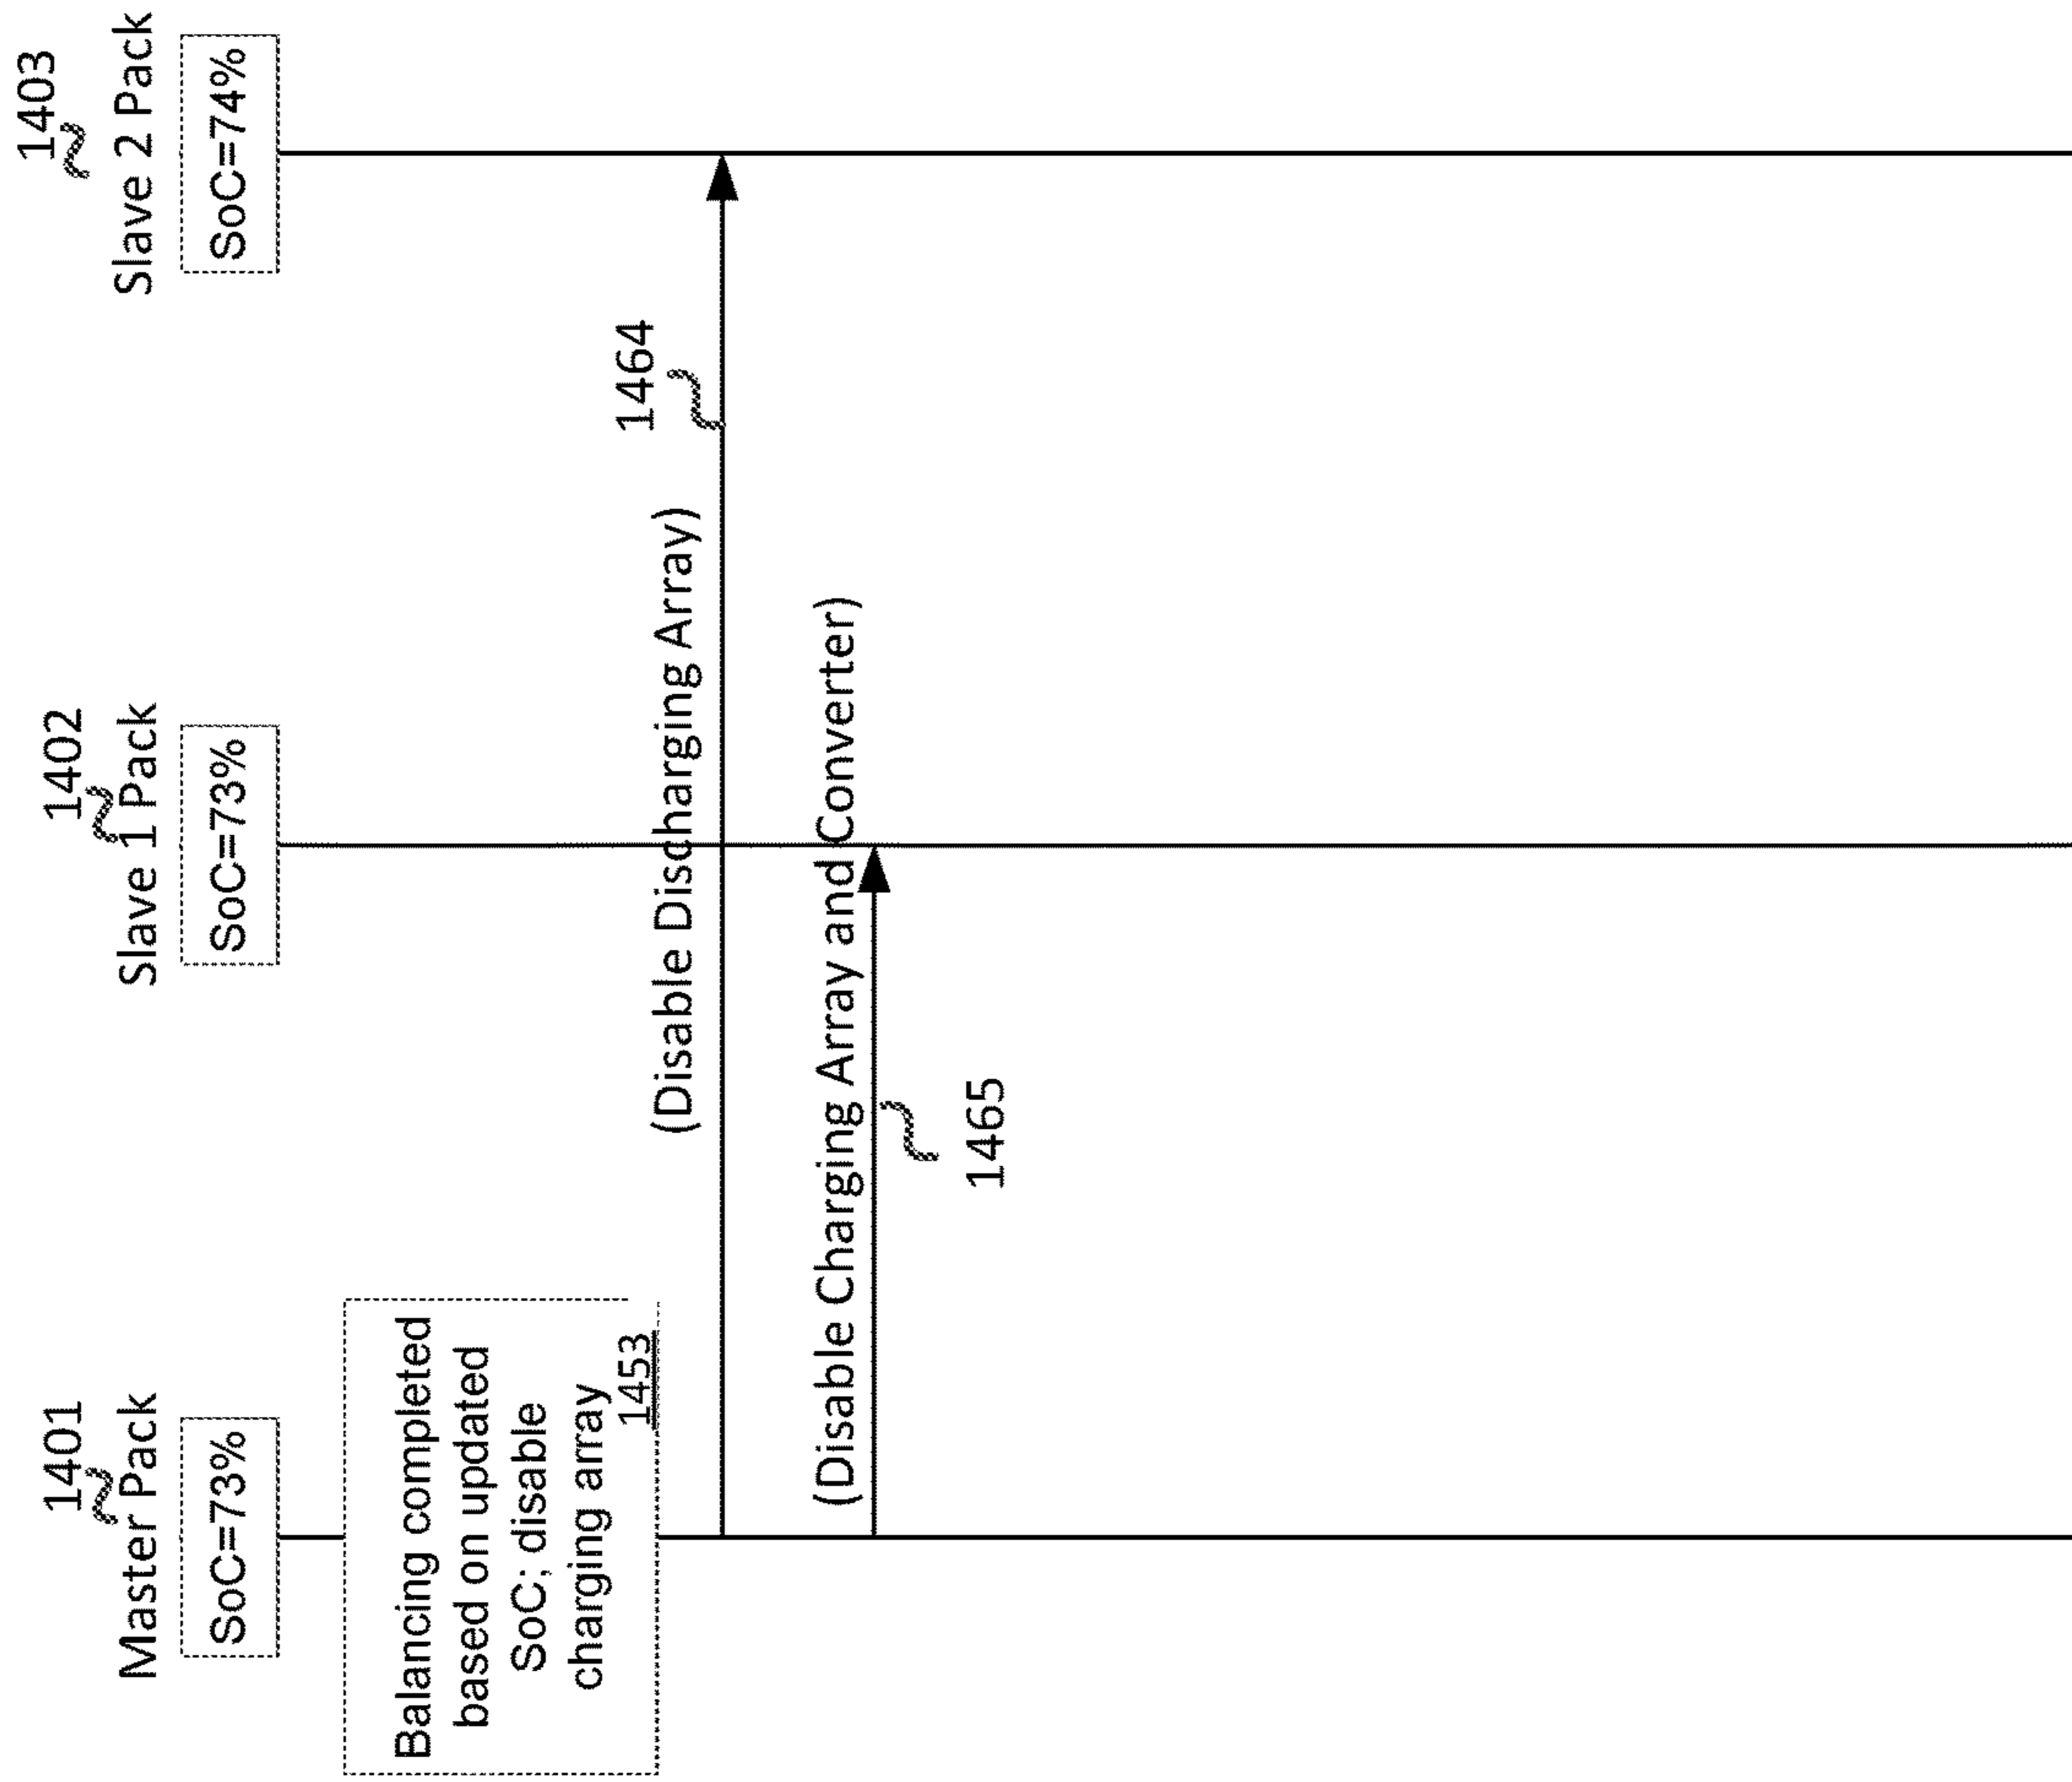 1401
Master Pack
SoC=73%
1402
Slave 1 Pack
SoC=73%
1403
Slave 2 Pack
SoC=74%
Balancing completed
based on updated
SoC; disable
charging array
1453
1464
(Disable Discharging Array)
(Disable Charging Array and Converter)
1465